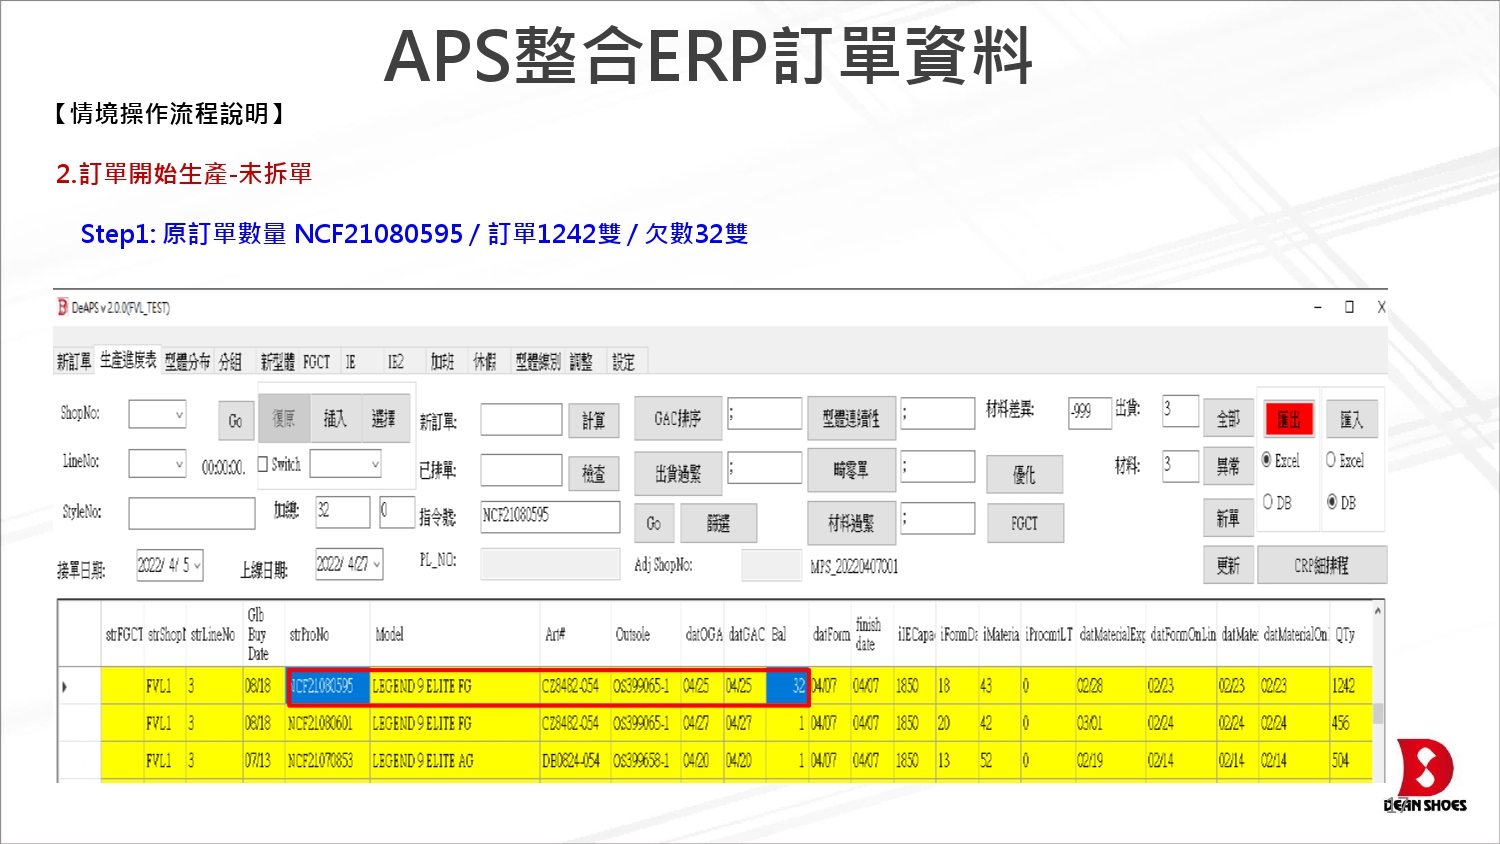 APS整合ERP訂單資料
【情境操作流程說明】
2.訂單開始生產-未拆單
Step1: 原訂單數量 NCF21080595 / 訂單1242雙 / 欠數32雙
DeAPS v 2.0.0(FVL_TEST)
新訂單 生產進度表 型體分布 分組 新型體 FGCT IE IE2 加班 休假 型體線別 調整 設定
ShopNo: Go 復原 插入 選擇 新訂單: 計算 GAC排序 ; 型體連續性 ; 材料差異: -999 出貨: 3 全部 匯出 匯入
LineNo: 00:00:00. Switch 已排單: 檢查 出貨過緊 ; 畸零單 ; 優化 材料: 3 異常 Excel Excel
StyleNo: 加總: 32 0 指令號: NCF21080595 Go 篩選 材料過緊 ; FGCT 新單 DB DB
接單日期: 2022/ 4/ 5 上線日期: 2022/ 4/27 PL_NO: Adj ShopNo: MPS_20220407001 更新 CRP細排程
strFGCT strShopN strLineNo Glb Buy Date strProNo Model Art# Outsole datOGA datGAC Bal datForm finish date iIECapac iFormDa iMateria iProcmtLT datMaterialExp datFormOnLin datMater datMaterialOn QTy
FVL1 3 08/18 NCF21080595 LEGEND 9 ELITE FG CZ8482-054 OS399065-1 04/25 04/25 32 04/07 04/07 1850 18 43 0 02/28 02/23 02/23 02/23 1242
FVL1 3 08/18 NCF21080601 LEGEND 9 ELITE FG CZ8482-054 OS399065-1 04/27 04/27 1 04/07 04/07 1850 20 42 0 03/01 02/24 02/24 02/24 456
FVL1 3 07/13 NCF21070853 LEGEND 9 ELITE AG DB0824-054 OS399658-1 04/20 04/20 1 04/07 04/07 1850 13 52 0 02/19 02/14 02/14 02/14 504
DEAN SHOES
17